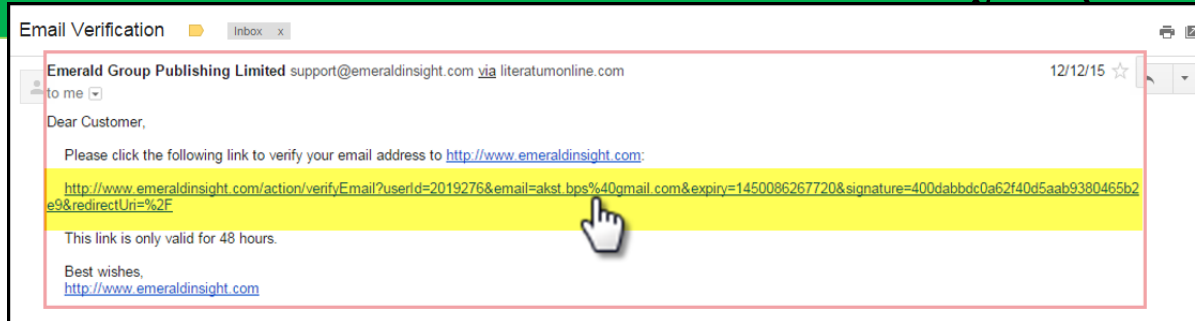 Email Verification Inbox x
Emerald Group Publishing Limited support@emeraldinsight.com via literatumonline.com 12/12/15
to me
Dear Customer,
Please click the following link to verify your email address to http://www.emeraldinsight.com:
http://www.emeraldinsight.com/action/verifyEmail?userId=2019276&email=akst.bps%40gmail.com&expiry=1450086267720&signature=400dabbdc0a62f40d5aab9380465b2
e9&redirectUri=%2F
This link is only valid for 48 hours.
Best wishes,
http://www.emeraldinsight.com